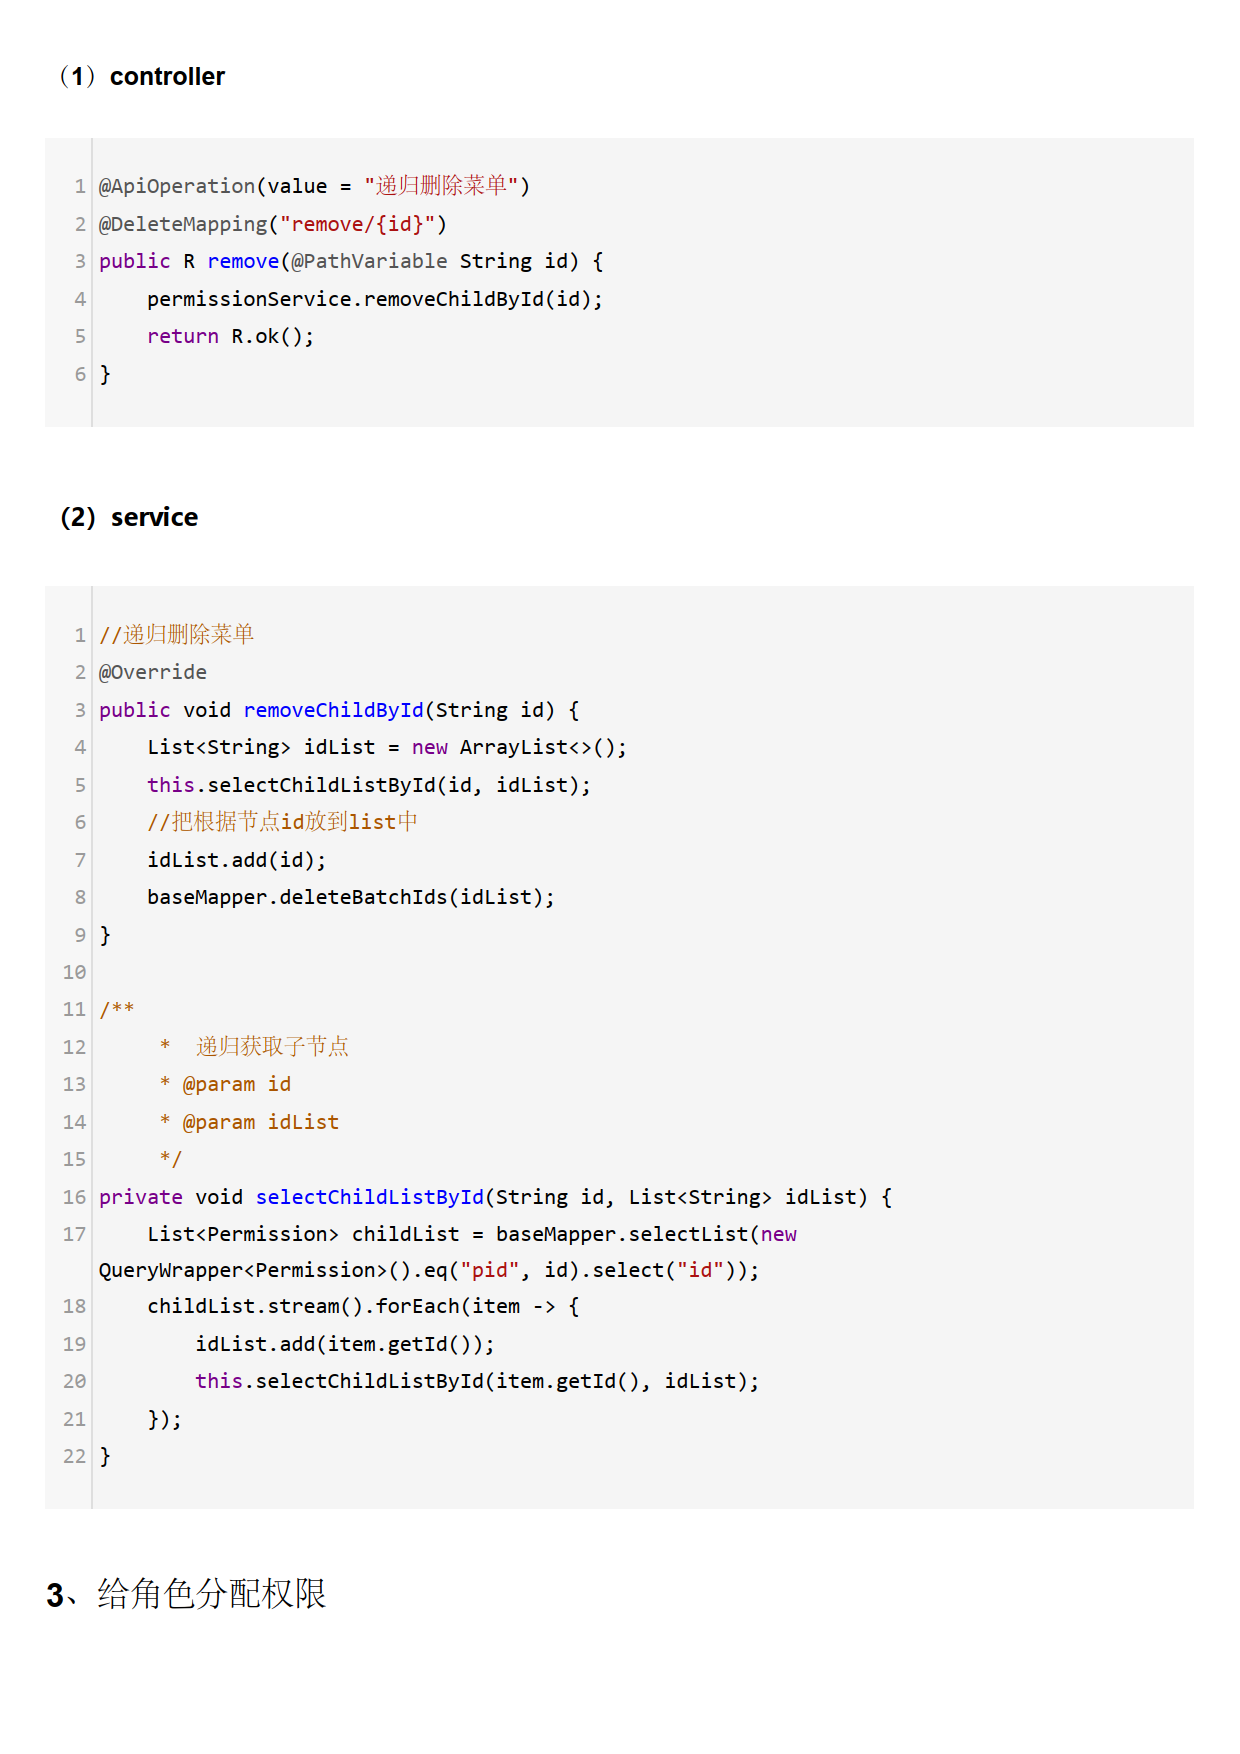 （1）controller
1 @ApiOperation(value = "递归删除菜单")
2 @DeleteMapping("remove/{id}")
3 public R remove(@PathVariable String id) {
4     permissionService.removeChildById(id);
5     return R.ok();
6 }
（2）service
1 //递归删除菜单
2 @Override
3 public void removeChildById(String id) {
4     List<String> idList = new ArrayList<>();
5     this.selectChildListById(id, idList);
6     //把根据节点id放到list中
7     idList.add(id);
8     baseMapper.deleteBatchIds(idList);
9 }
10
11 /**
12      *  递归获取子节点
13      * @param id
14      * @param idList
15      */
16 private void selectChildListById(String id, List<String> idList) {
17     List<Permission> childList = baseMapper.selectList(new
QueryWrapper<Permission>().eq("pid", id).select("id"));
18     childList.stream().forEach(item -> {
19         idList.add(item.getId());
20         this.selectChildListById(item.getId(), idList);
21     });
22 }
3、给角色分配权限